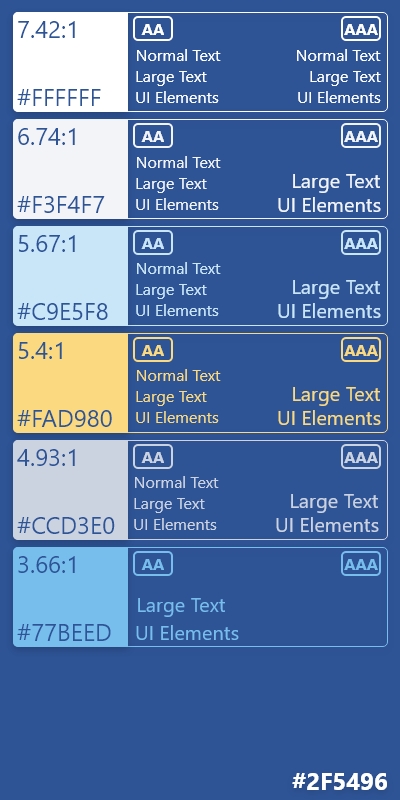 7.42:1
AA
AAA
Normal Text
Normal Text
Large Text
Large Text
#FFFFFF
UI Elements
UI Elements
6.74:1
AA
AAA
Normal Text
Large Text
Large Text
#F3F4F7
UI Elements
UI Elements
5.67:1
AA
AAA
Normal Text
Large Text
Large Text
#C9E5F8
UI Elements
UI Elements
5.4:1
AA
AAA
Normal Text
Large Text
Large Text
#FAD980
UI Elements
UI Elements
4.93:1
AA
AAA
Normal Text
Large Text
Large Text
#CCD3E0
UI Elements
UI Elements
3.66:1
AA
AAA
Large Text
#77BEED
UI Elements
#2F5496